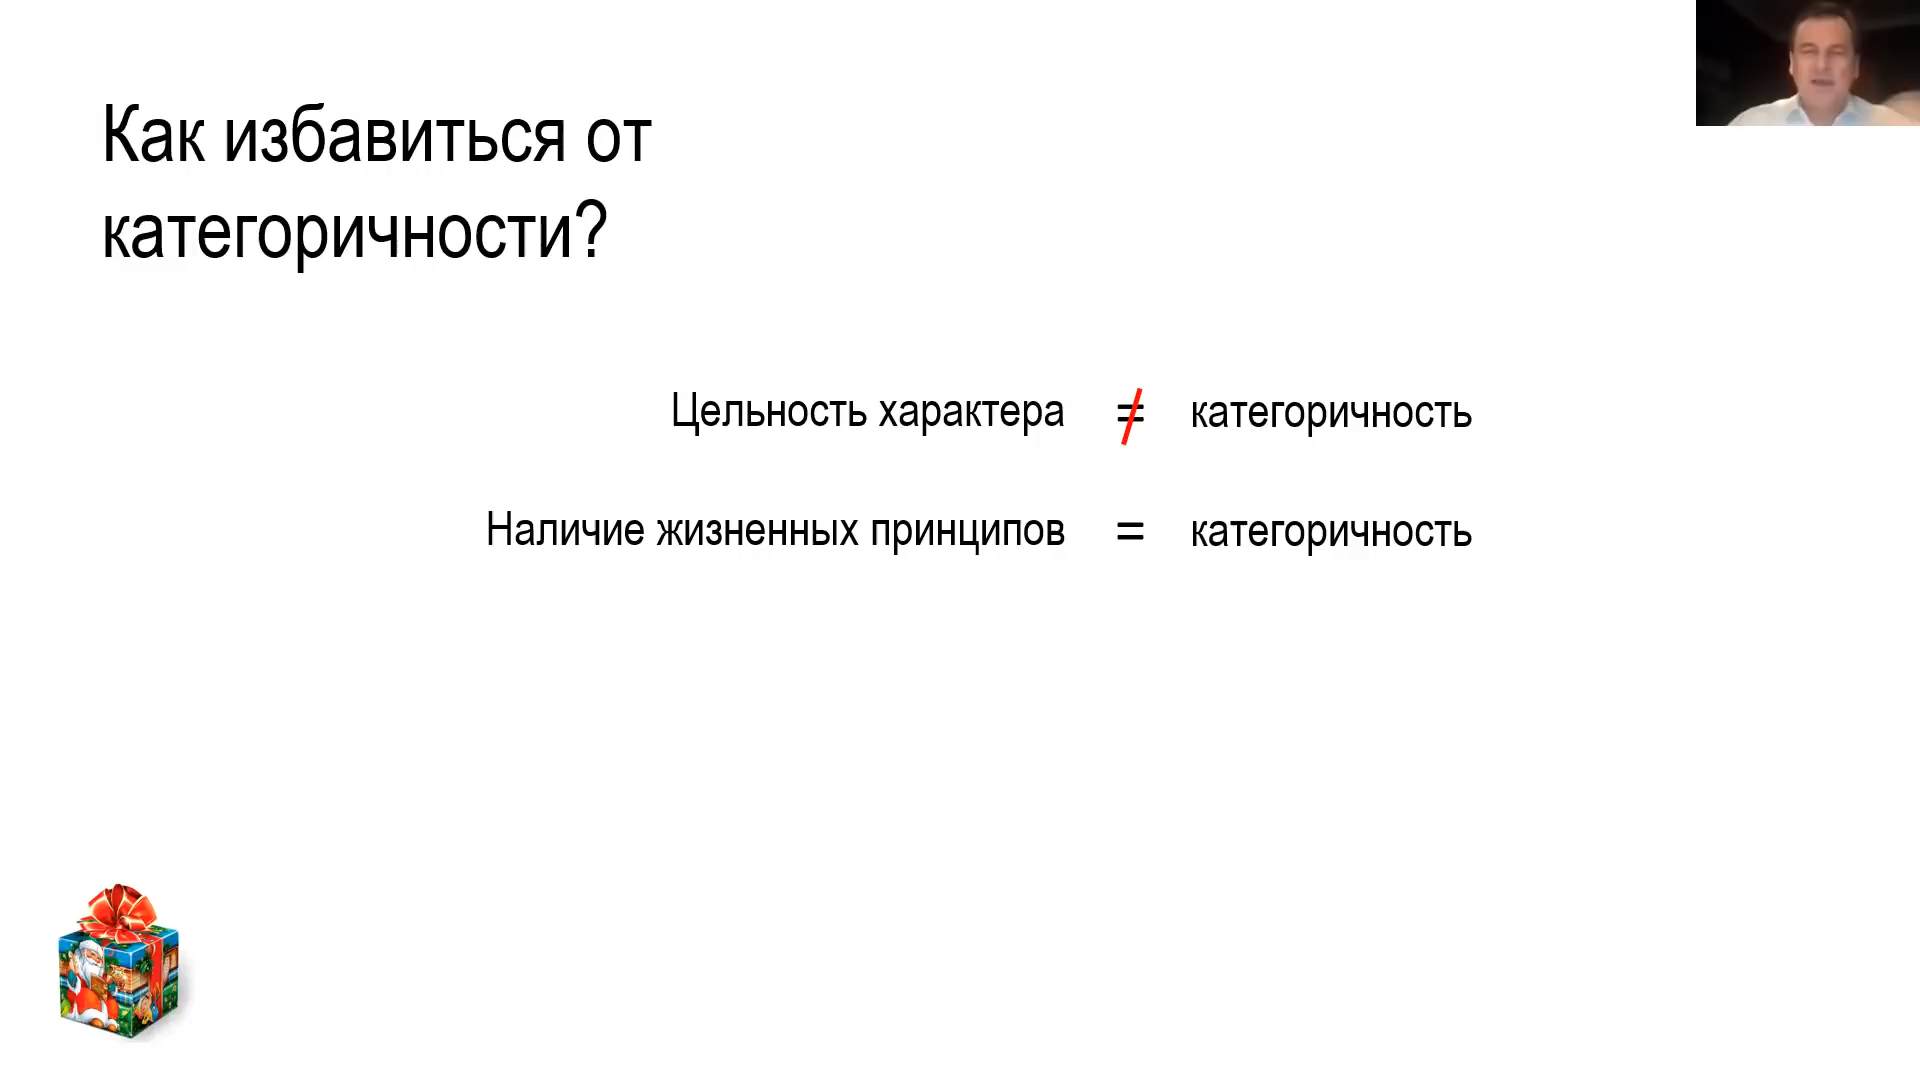 Как избавиться от
категоричности?
Цельность характера ≠ категоричность
Наличие жизненных принципов = категоричность